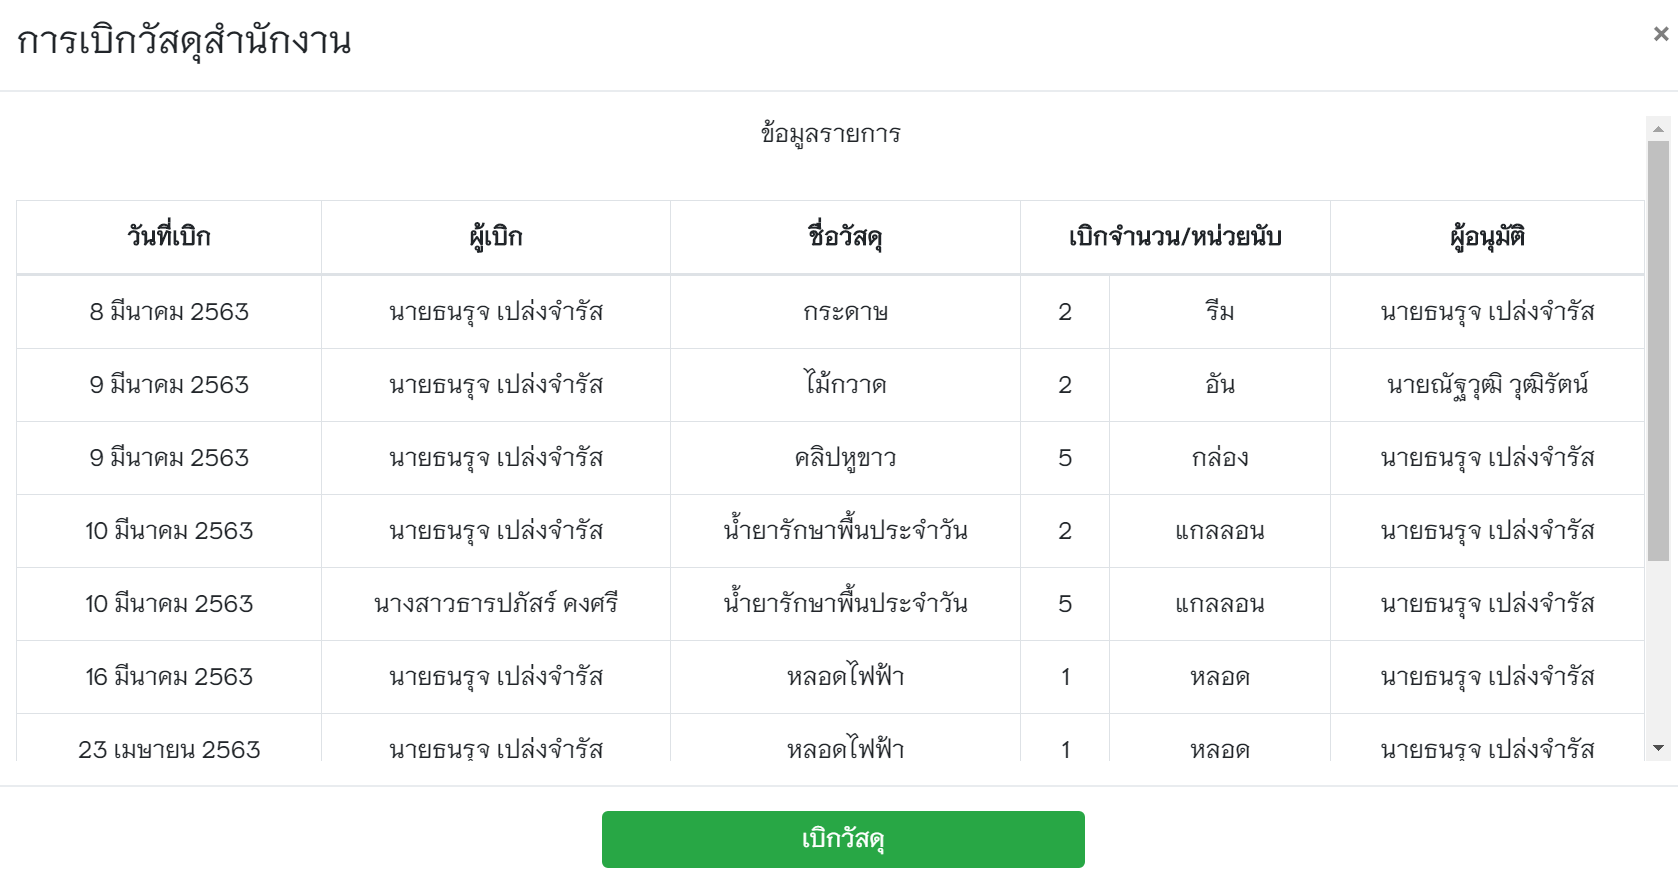 การเบิกวัสดุสำนักงาน ×
ข้อมูลรายการ
วันที่เบิก ผู้เบิก ชื่อวัสดุ เบิกจำนวน/หน่วยนับ ผู้อนุมัติ
8 มีนาคม 2563 นายธนรุจ เปล่งจำรัส กระดาษ 2 รีม นายธนรุจ เปล่งจำรัส
9 มีนาคม 2563 นายธนรุจ เปล่งจำรัส ไม้กวาด 2 อัน นายณัฐวุฒิ วุฒิรัตน์
9 มีนาคม 2563 นายธนรุจ เปล่งจำรัส คลิปหูขาว 5 กล่อง นายธนรุจ เปล่งจำรัส
10 มีนาคม 2563 นายธนรุจ เปล่งจำรัส น้ำยารักษาพื้นประจำวัน 2 แกลลอน นายธนรุจ เปล่งจำรัส
10 มีนาคม 2563 นางสาวธารปภัสร์ คงศรี น้ำยารักษาพื้นประจำวัน 5 แกลลอน นายธนรุจ เปล่งจำรัส
16 มีนาคม 2563 นายธนรุจ เปล่งจำรัส หลอดไฟฟ้า 1 หลอด นายธนรุจ เปล่งจำรัส
23 เมษายน 2563 นายธนรุจ เปล่งจำรัส หลอดไฟฟ้า 1 หลอด นายธนรุจ เปล่งจำรัส
เบิกวัสดุ